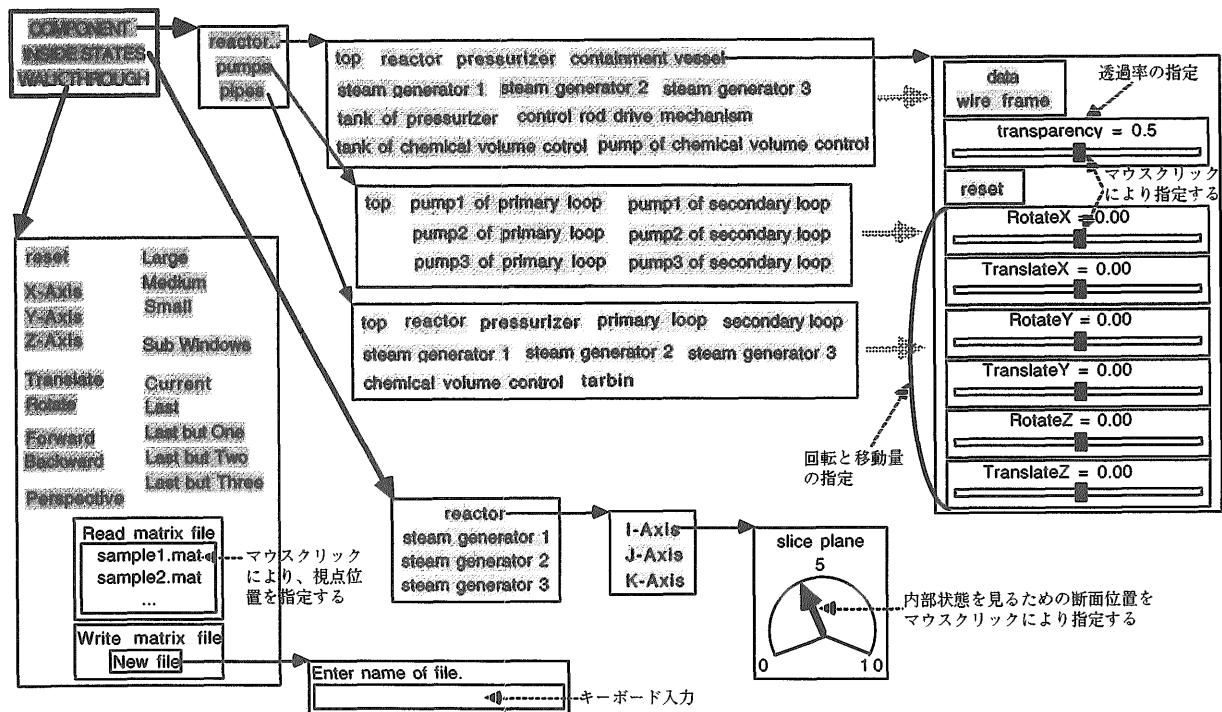 COMPONENT
INSIDE STATES
WALKTHROUGH
reactor..
pumps
pipes
top reactor pressurizer containment vessel
steam generator 1 steam generator 2 steam generator 3
tank of pressurizer control rod drive mechanism
tank of chemical volume cotrol pump of chemical volume control
top pump1 of primary loop pump1 of secondary loop
pump2 of primary loop pump2 of secondary loop
pump3 of primary loop pump3 of secondary loop
top reactor pressurizer primary loop secondary loop
steam generator 1 steam generator 2 steam generator 3
chemical volume control tarbin
data
wire frame
透過率の指定
transparency = 0.5
マウスクリック
により指定する
reset
RotateX = 0.00
TranslateX = 0.00
RotateY = 0.00
TranslateY = 0.00
RotateZ = 0.00
TranslateZ = 0.00
回転と移動量
の指定
reset
X-Axis
Y-Axis
Z-Axis
Translate
Rotate
Forward
Backward
Perspective
Large
Medium
Small
Sub Windows
Current
Last
Last but One
Last but Two
Last but Three
Read matrix file
sample1.mat
sample2.mat
...
マウスクリック
により、視点位
置を指定する
Write matrix file
New file
Enter name of file.
キーボード入力
reactor
steam generator 1
steam generator 2
steam generator 3
I-Axis
J-Axis
K-Axis
slice plane
5
0 10
内部状態を見るための断面位置を
マウスクリックにより指定する